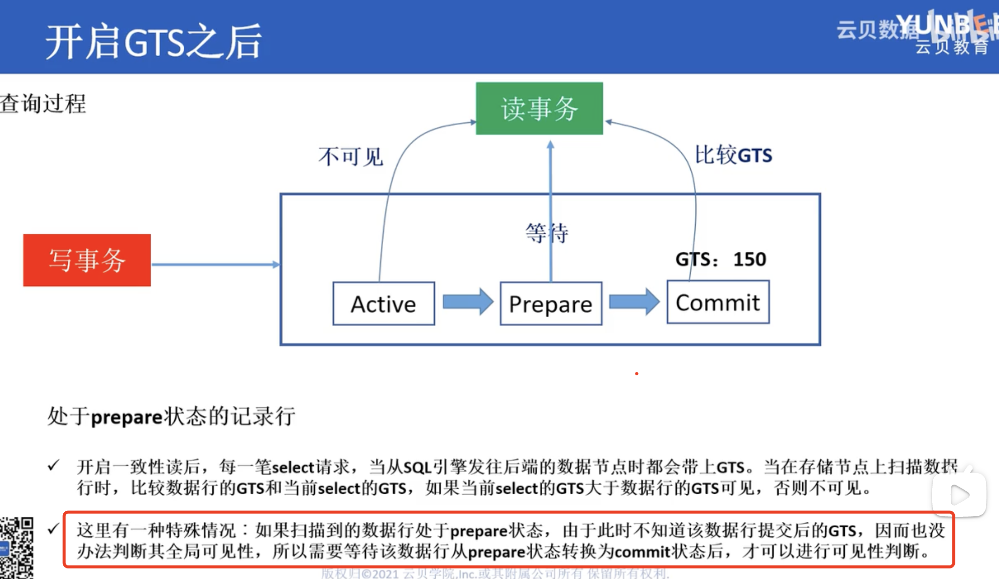 开启GTS之后
云贝数据
YUNBE
云贝教育
查询过程
读事务
不可见
比较GTS
等待
写事务
GTS：150
Active
Prepare
Commit
处于prepare状态的记录行
✓ 开启一致性读后，每一笔select请求，当从SQL引擎发往后端的数据节点时都会带上GTS。当在存储节点上扫描数据
行时，比较数据行的GTS和当前select的GTS，如果当前select的GTS大于数据行的GTS可见，否则不可见。
✓ 这里有一种特殊情况：如果扫描到的数据行处于prepare状态，由于此时不知道该数据行提交后的GTS，因而也没
办法判断其全局可见性，所以需要等待该数据行从prepare状态转换为commit状态后，才可以进行可见性判断。
版权归©2021 云贝学院,Inc.或其附属公司所有 保留所有权利.